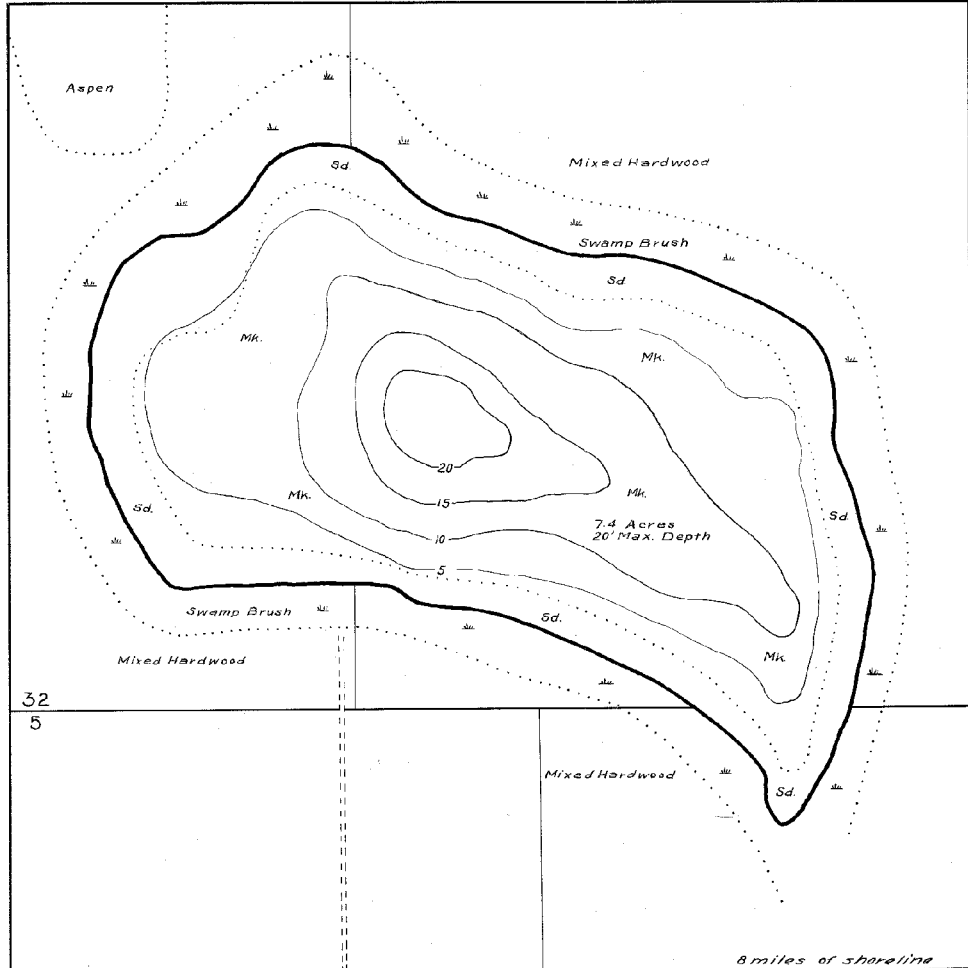 Aspen
Sd.
Mixed Hardwood
Swamp Brush
Sd
Mk.
Mk.
20
Mk.
Mk.
15
Sd.
Sd.
7.4 Acres
20' Max. Depth
10
5
Swamp Brush
Sd.
Mixed Hardwood
Mk.
32
5
Mixed Hardwood
Sd.
8 miles of shoreline